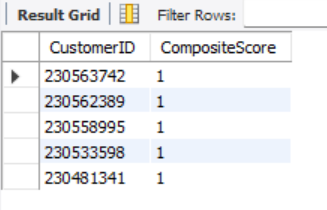 Result Grid Filter Rows:
CustomerID CompositeScore
230563742 1
230562389 1
230558995 1
230533598 1
230481341 1